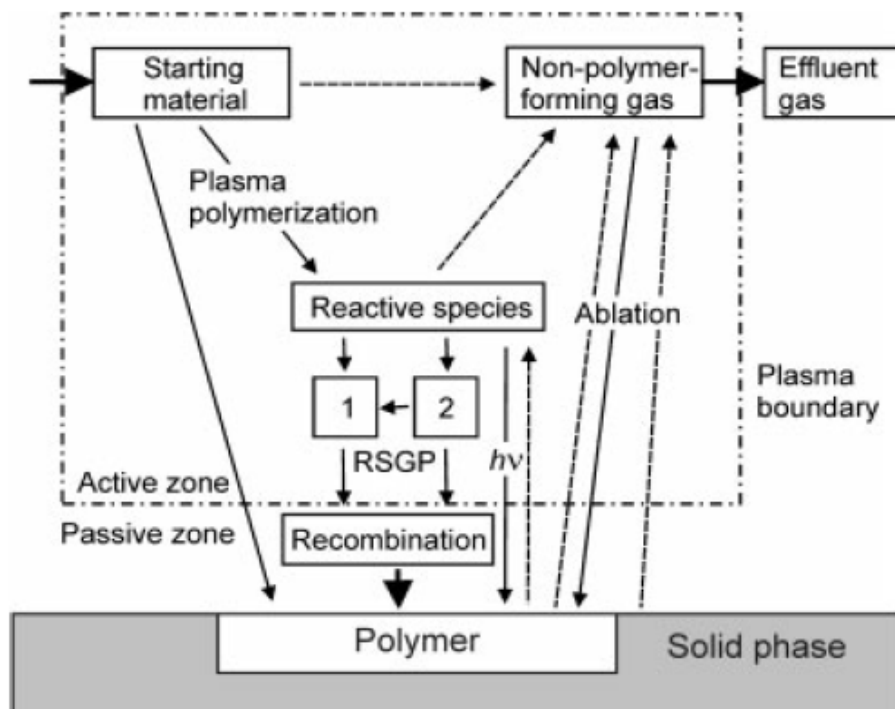 Starting
material
Non-polymer-
forming gas
Effluent
gas
Plasma
polymerization
Reactive species
Ablation
Plasma
boundary
1
2
RSGP
hν
Active zone
Passive zone
Recombination
Polymer
Solid phase